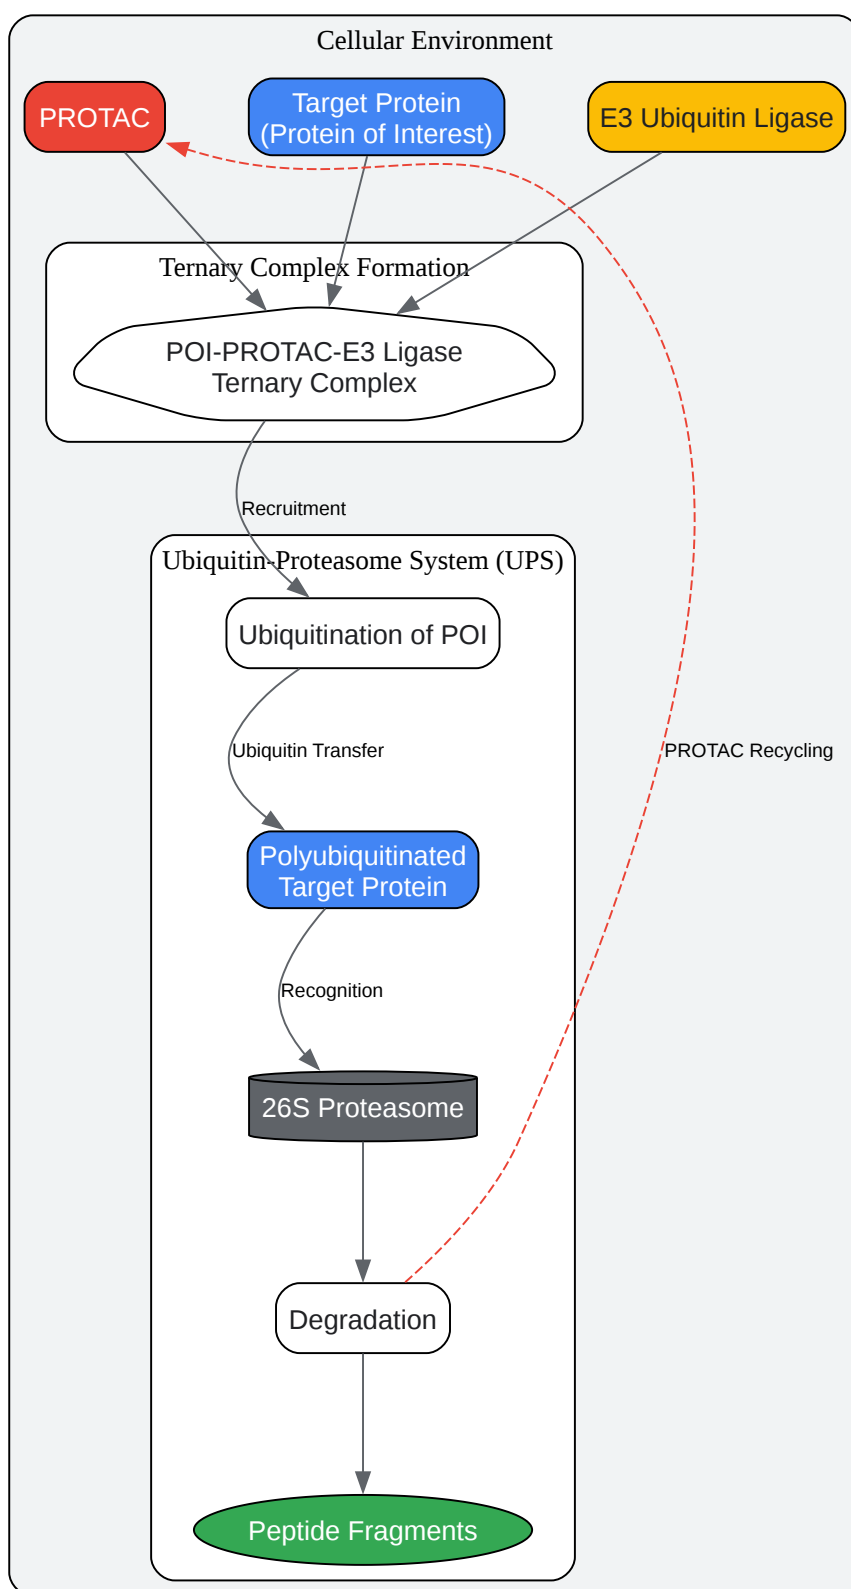 Cellular Environment
PROTAC
Target Protein
(Protein of Interest)
E3 Ubiquitin Ligase
Ternary Complex Formation
POI-PROTAC-E3 Ligase
Ternary Complex
Recruitment
Ubiquitin-Proteasome System (UPS)
Ubiquitination of POI
Ubiquitin Transfer
PROTAC Recycling
Polyubiquitinated
Target Protein
Recognition
26S Proteasome
Degradation
Peptide Fragments